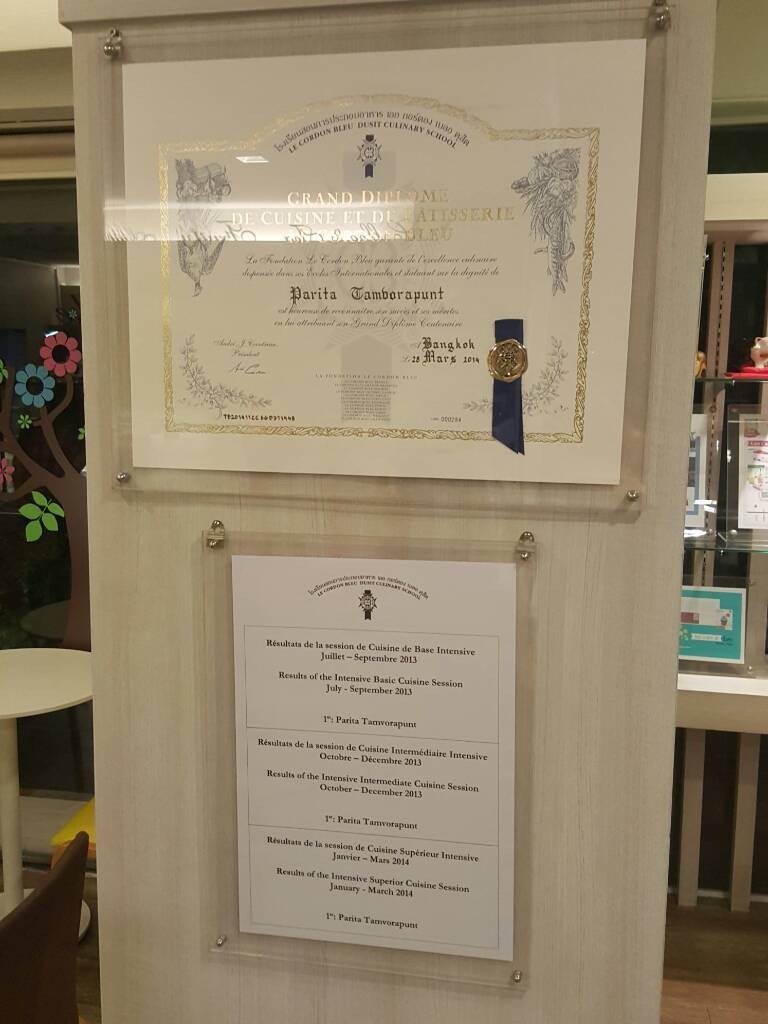 โรงเรียนสอนการประกอบอาหาร เลอ กอร์ดอง เบลอ ดุสิต
LE CORDON BLEU DUSIT CULINARY SCHOOL
GRAND DIPLÔME
DE CUISINE ET DE PÂTISSERIE
BLEU
La Fondation Le Cordon Bleu garante de l'excellence culinaire
dispensée dans ses Écoles Internationales et statuant sur la dignité de
Parita Tamvorapunt
est heureuse de reconnaître son succès et ses mérites
en lui attribuant son Grand Diplôme Centenaire
André J. Cointreau
Président
A Bangkok
Le 28 Mars 2014
LA FONDATION LE CORDON BLEU
000284
โรงเรียนสอนการประกอบอาหาร เลอ กอร์ดอง เบลอ ดุสิต
LE CORDON BLEU DUSIT CULINARY SCHOOL
Résultats de la session de Cuisine de Base Intensive
Juillet – Septembre 2013
Results of the Intensive Basic Cuisine Session
July - September 2013
1er: Parita Tamvorapunt
Résultats de la session de Cuisine Intermédiaire Intensive
Octobre – Décembre 2013
Results of the Intensive Intermediate Cuisine Session
October – December 2013
1er: Parita Tamvorapunt
Résultats de la session de Cuisine Supérieur Intensive
Janvier – Mars 2014
Results of the Intensive Superior Cuisine Session
January - March 2014
1er: Parita Tamvorapunt